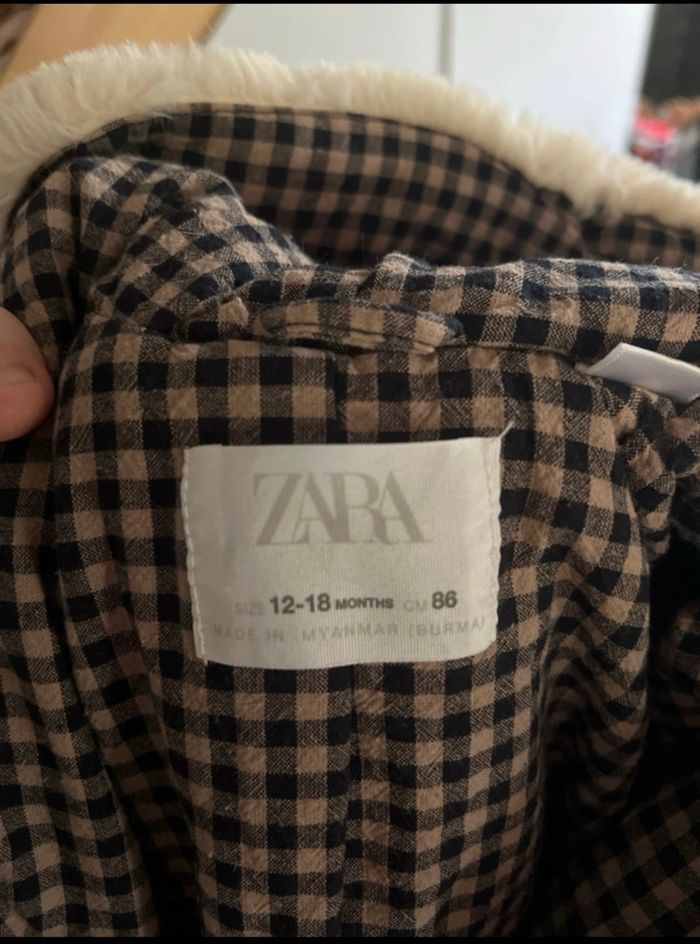 ZARA
SIZE 12-18 MONTHS CM 86
MADE IN MYANMAR (BURMA)